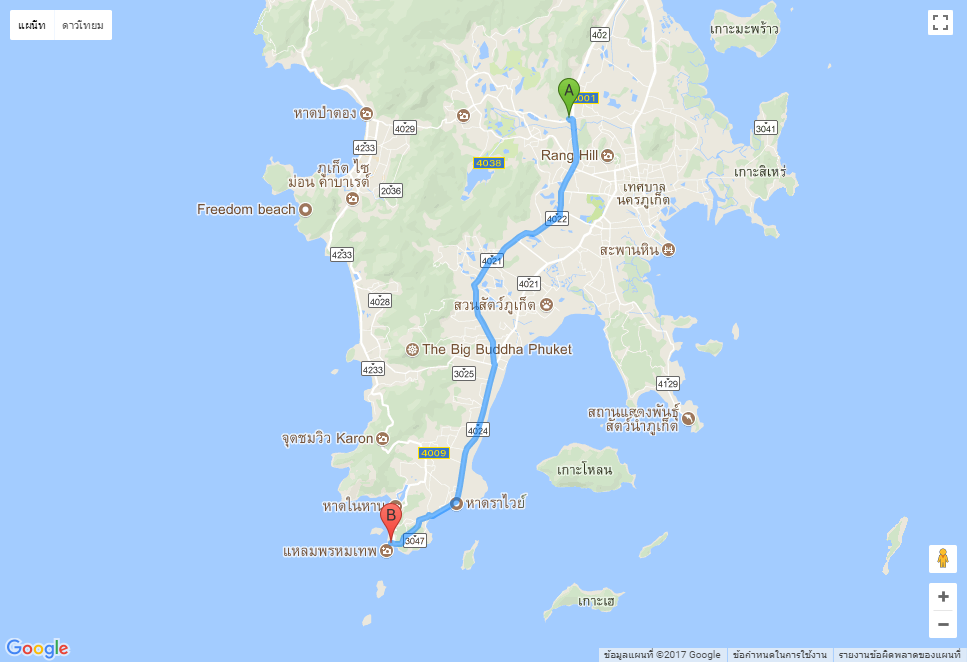 แผนที่ ดาวเทียม
402
เกาะมะพร้าว
A
4001
หาดป่าตอง
4029
3041
4233
Rang Hill
4038
ภูเก็ต ไซ
ม่อน คาบาเร่ต์
2036
เทศบาล
นครภูเก็ต
เกาะสิเหร่
Freedom beach
4022
4233
สะพานหิน
4021
4021
4028
สวนสัตว์ภูเก็ต
The Big Buddha Phuket
4233
3025
4129
สถานแสดงพันธุ์
สัตว์น้ำภูเก็ต
4024
จุดชมวิว Karon
4009
เกาะโหลน
หาดในหาน
หาดราไวย์
B
3047
แหลมพรหมเทพ
เกาะเฮ
Google
ข้อมูลแผนที่ ©2017 Google ข้อกำหนดในการใช้งาน รายงานข้อผิดพลาดของแผนที่